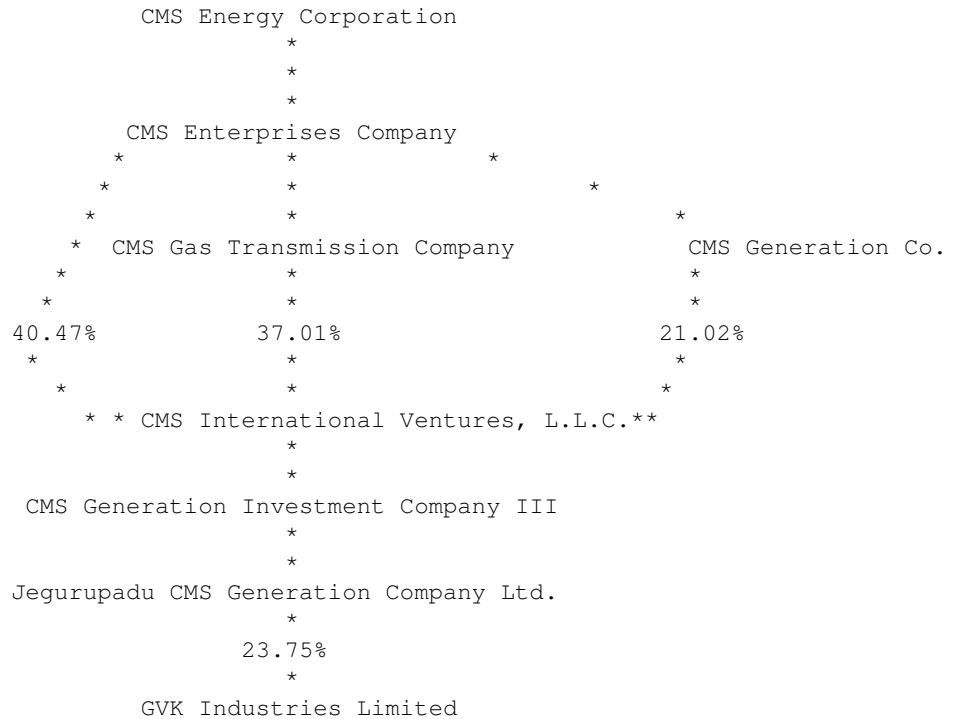 CMS Energy Corporation
*
*
*
CMS Enterprises Company
* * *
* * *
* * *
* CMS Gas Transmission Company CMS Generation Co.
* * *
* * *
40.47% 37.01% 21.02%
* * *
* * *
* * CMS International Ventures, L.L.C.**
*
*
CMS Generation Investment Company III
*
*
Jegurupadu CMS Generation Company Ltd.
*
23.75%
*
GVK Industries Limited